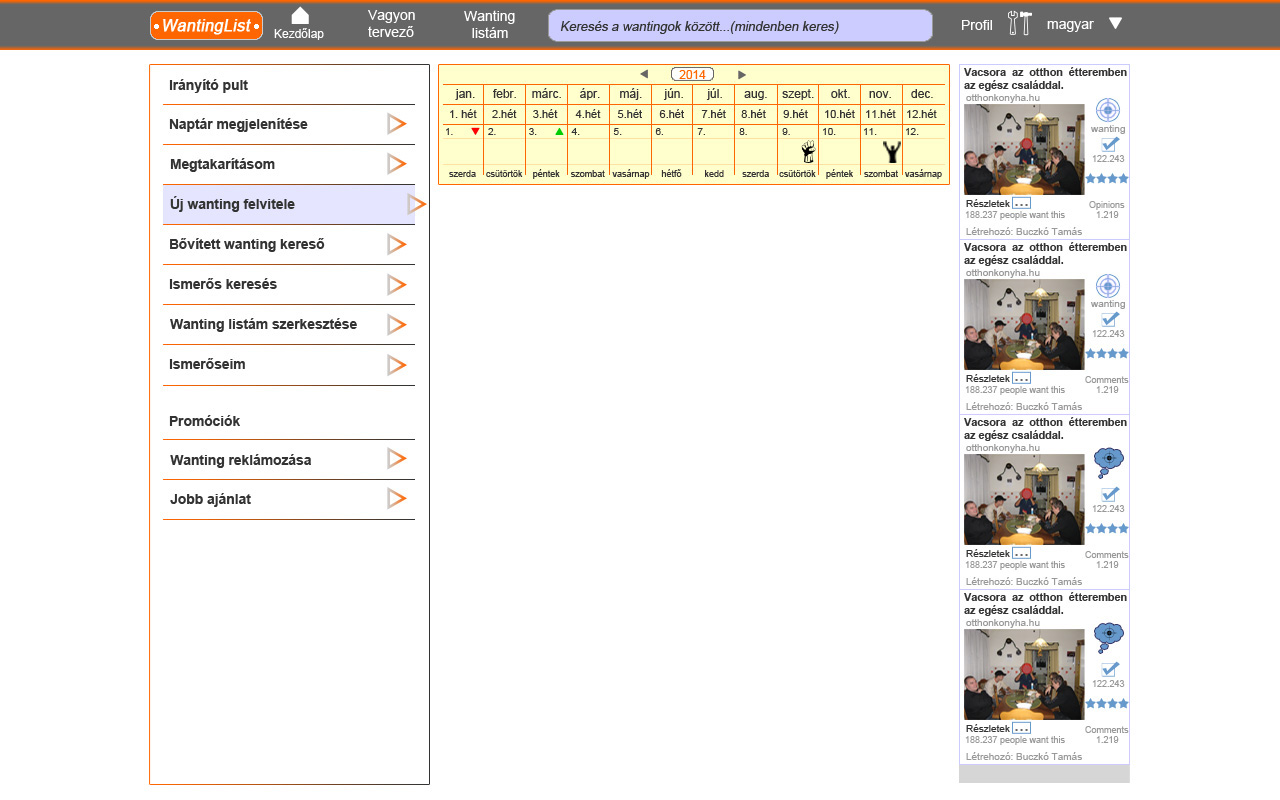 WantingList
Kezdőlap
Vagyon
tervező
Wanting
listám
Keresés a wantingok között...(mindenben keres)
Profil
magyar
Irányító pult
Naptár megjelenítése
Megtakarításom
Új wanting felvitele
Bővített wanting kereső
Ismerős keresés
Wanting listám szerkesztése
Ismerőseim
Promóciók
Wanting reklámozása
Jobb ajánlat
2014
jan. febr. márc. ápr. máj. jún. júl. aug. szept. okt. nov. dec.
1. hét 2.hét 3.hét 4.hét 5.hét 6.hét 7.hét 8.hét 9.hét 10.hét 11.hét 12.hét
1. 2. 3. 4. 5. 6. 7. 8. 9. 10. 11. 12.
szerda csütörtök péntek szombat vasárnap hétfő kedd szerda csütörtök péntek szombat vasárnap
Vacsora az otthon étteremben
az egész családdal.
otthonkonyha.hu
wanting
122.243
Részletek ...
Opinions
188.237 people want this
1.219
Létrehozó: Buczkó Tamás
Vacsora az otthon étteremben
az egész családdal.
otthonkonyha.hu
wanting
122.243
Részletek ...
Comments
188.237 people want this
1.219
Létrehozó: Buczkó Tamás
Vacsora az otthon étteremben
az egész családdal.
otthonkonyha.hu
122.243
Részletek ...
Comments
188.237 people want this
1.219
Létrehozó: Buczkó Tamás
Vacsora az otthon étteremben
az egész családdal.
otthonkonyha.hu
122.243
Részletek ...
Comments
188.237 people want this
1.219
Létrehozó: Buczkó Tamás